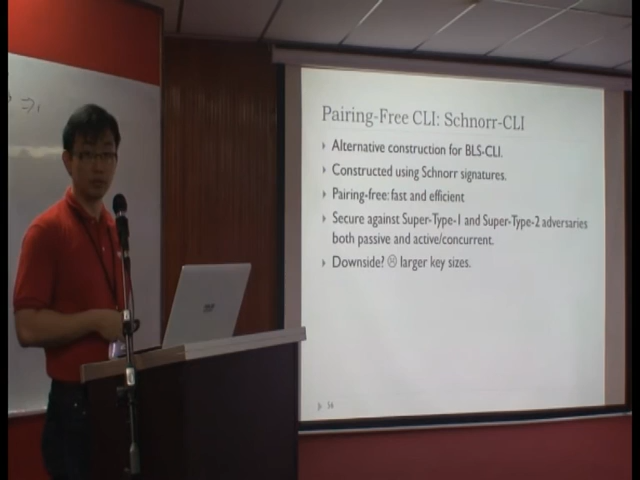 Pairing-Free CLI: Schnorr-CLI
Alternative construction for BLS-CLI.
Constructed using Schnorr signatures.
Pairing-free: fast and efficient
Secure against Super-Type-1 and Super-Type-2 adversaries
both passive and active/concurrent.
Downside? ☹ larger key sizes.